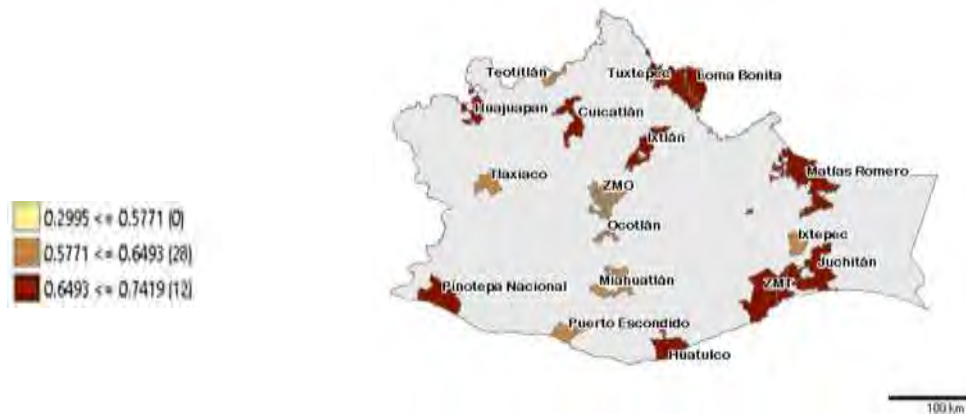 Teotitlán
Tuxtepec
Loma Bonita
Huajuapan
Cuicatlán
Ixtlán
Tlaxiaco
ZMO
Matías Romero
Ocotlán
Ixtepec
Juchitán
Pinotepa Nacional
Miahuatlán
ZMT
Puerto Escondido
Huatulco
0.2995 <= 0.5771 (0)
0.5771 <= 0.6493 (28)
0.6493 <= 0.7419 (12)
100 km